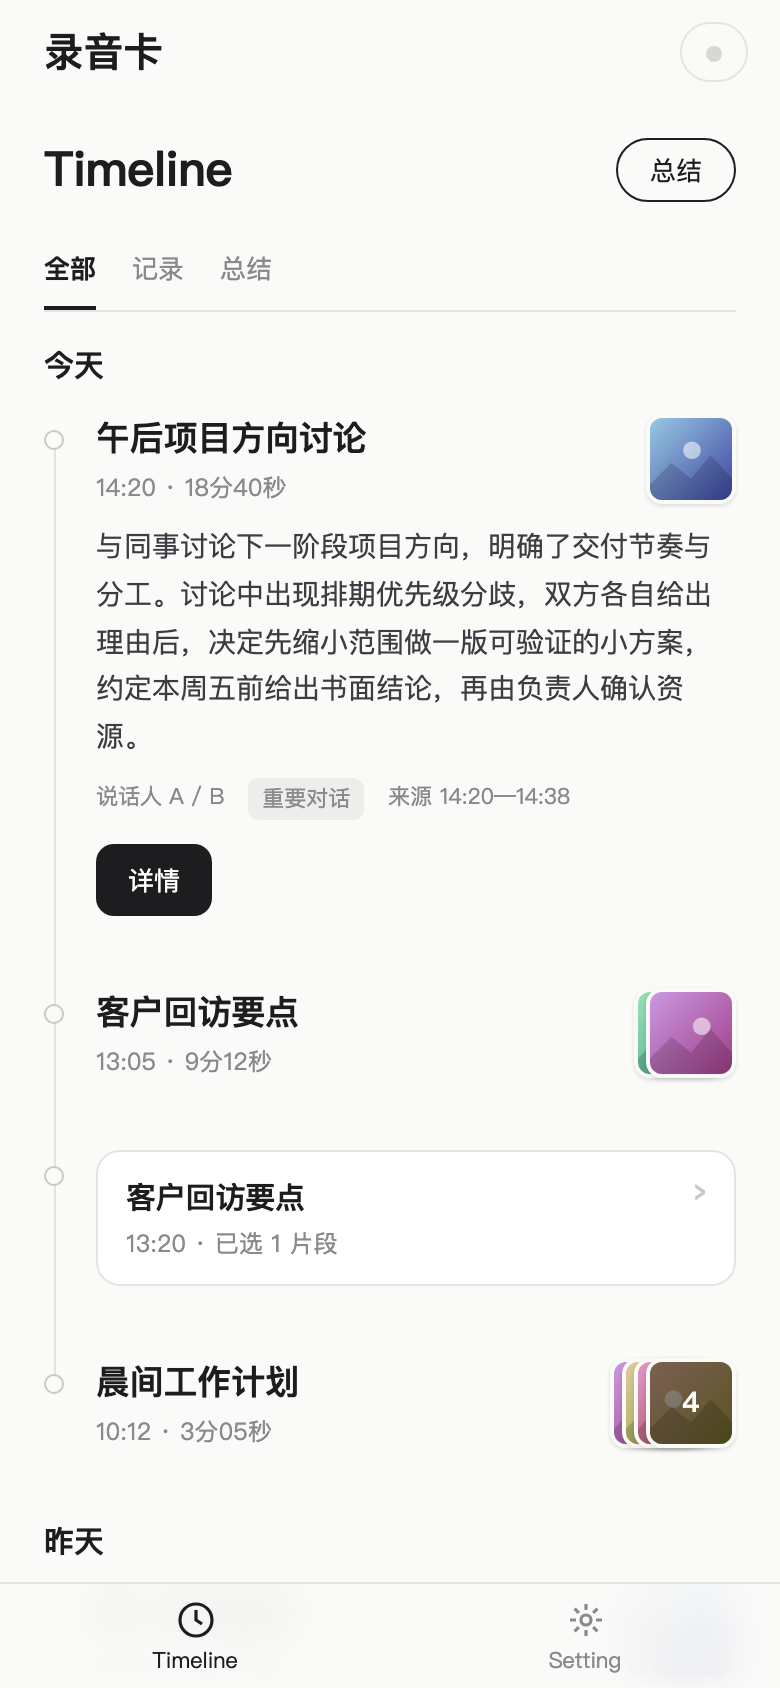 录音卡
Timeline
总结
全部 记录 总结
今天
午后项目方向讨论
14:20 · 18分40秒
与同事讨论下一阶段项目方向，明确了交付节奏与
分工。讨论中出现排期优先级分歧，双方各自给出
理由后，决定先缩小范围做一版可验证的小方案，
约定本周五前给出书面结论，再由负责人确认资
源。
说话人 A / B 重要对话 来源 14:20—14:38
详情
客户回访要点
13:05 · 9分12秒
客户回访要点
13:20 · 已选 1 片段
晨间工作计划
4
10:12 · 3分05秒
昨天
Timeline
Setting